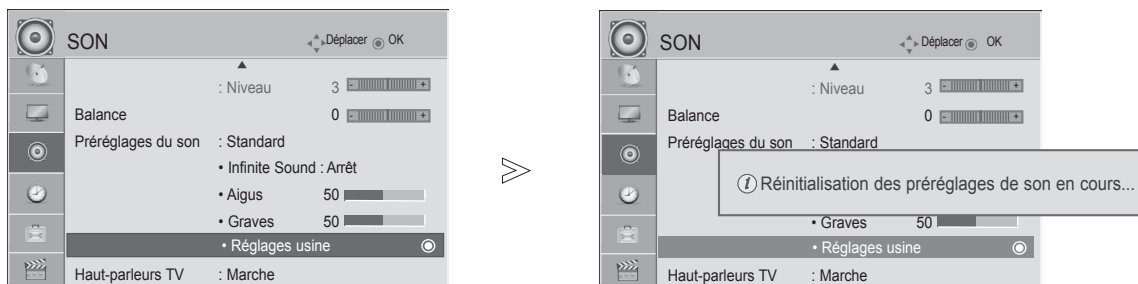 SON Déplacer OK
: Niveau 3 - +
Balance 0 - +
Préréglages du son : Standard
• Infinite Sound : Arrêt
• Aigus 50
• Graves 50
• Réglages usine
Haut-parleurs TV : Marche
SON Déplacer OK
: Niveau 3 - +
Balance 0 - +
Préréglages du son : Standard
i Réinitialisation des préréglages de son en cours...
• Graves 50
• Réglages usine
Haut-parleurs TV : Marche